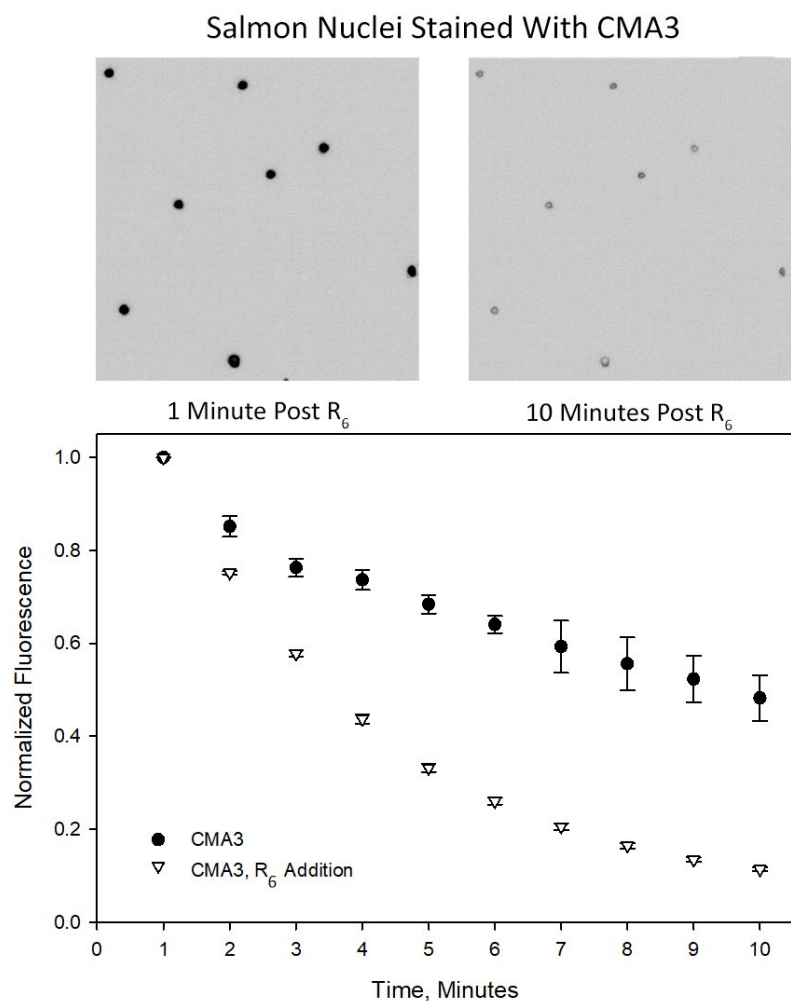 Salmon Nuclei Stained With CMA3
1 Minute Post R₆
10 Minutes Post R₆
Normalized Fluorescence
1.0
0.8
0.6
0.4
0.2
0.0
CMA3
CMA3, R₆ Addition
0 1 2 3 4 5 6 7 8 9 10
Time, Minutes